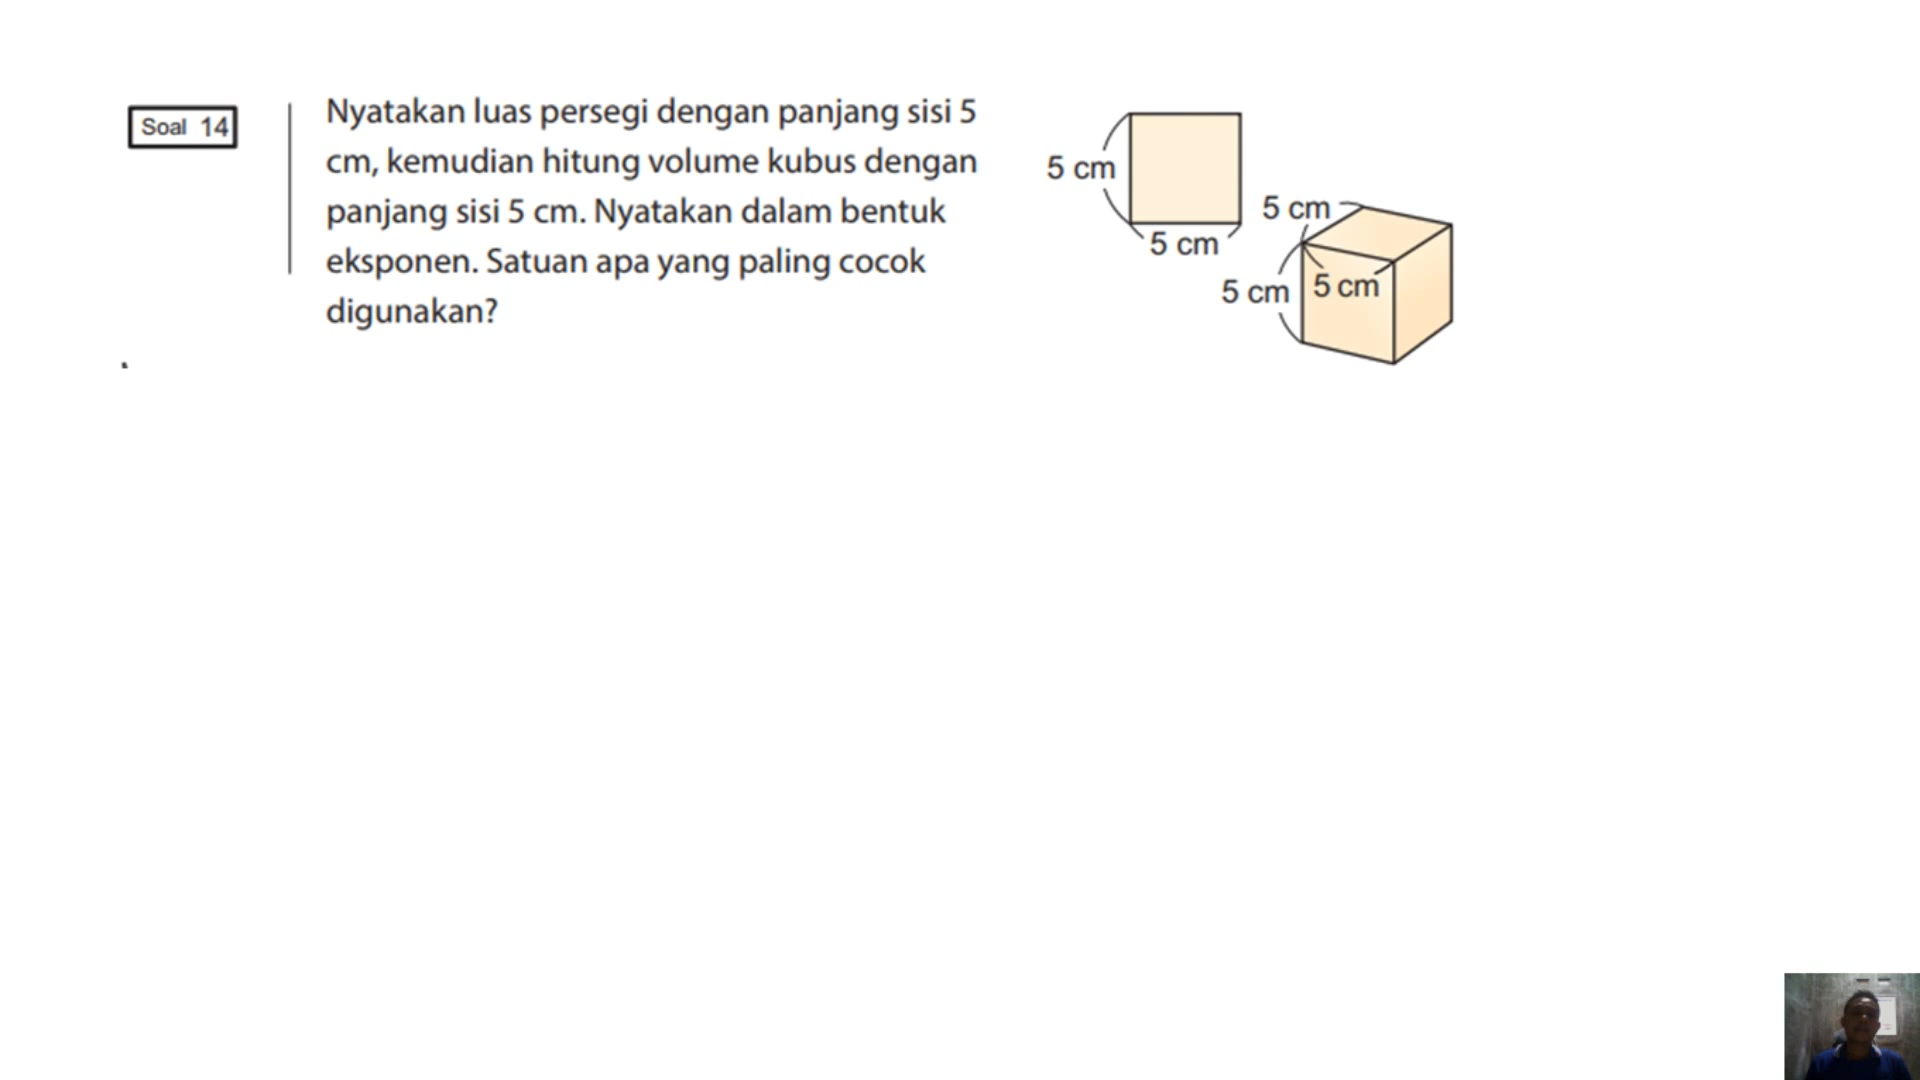 Soal 14
Nyatakan luas persegi dengan panjang sisi 5
cm, kemudian hitung volume kubus dengan
panjang sisi 5 cm. Nyatakan dalam bentuk
eksponen. Satuan apa yang paling cocok
digunakan?
5 cm
5 cm
5 cm
5 cm
5 cm